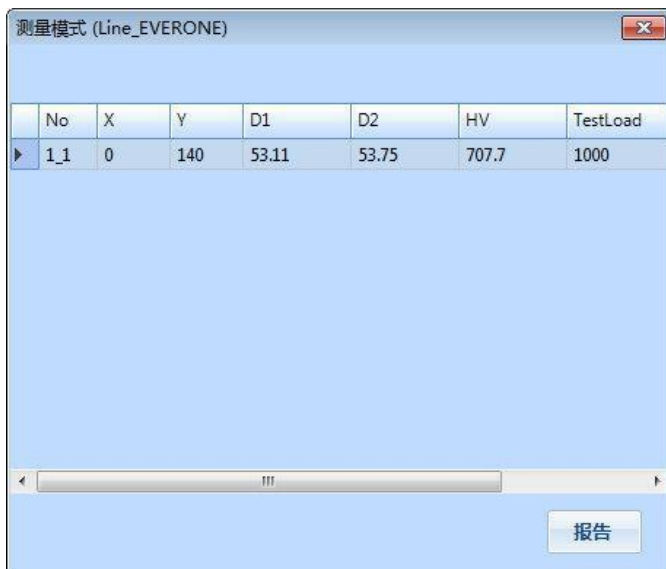 测量模式 (Line_EVERONE)
No X Y D1 D2 HV TestLoad
1_1 0 140 53.11 53.75 707.7 1000
报告